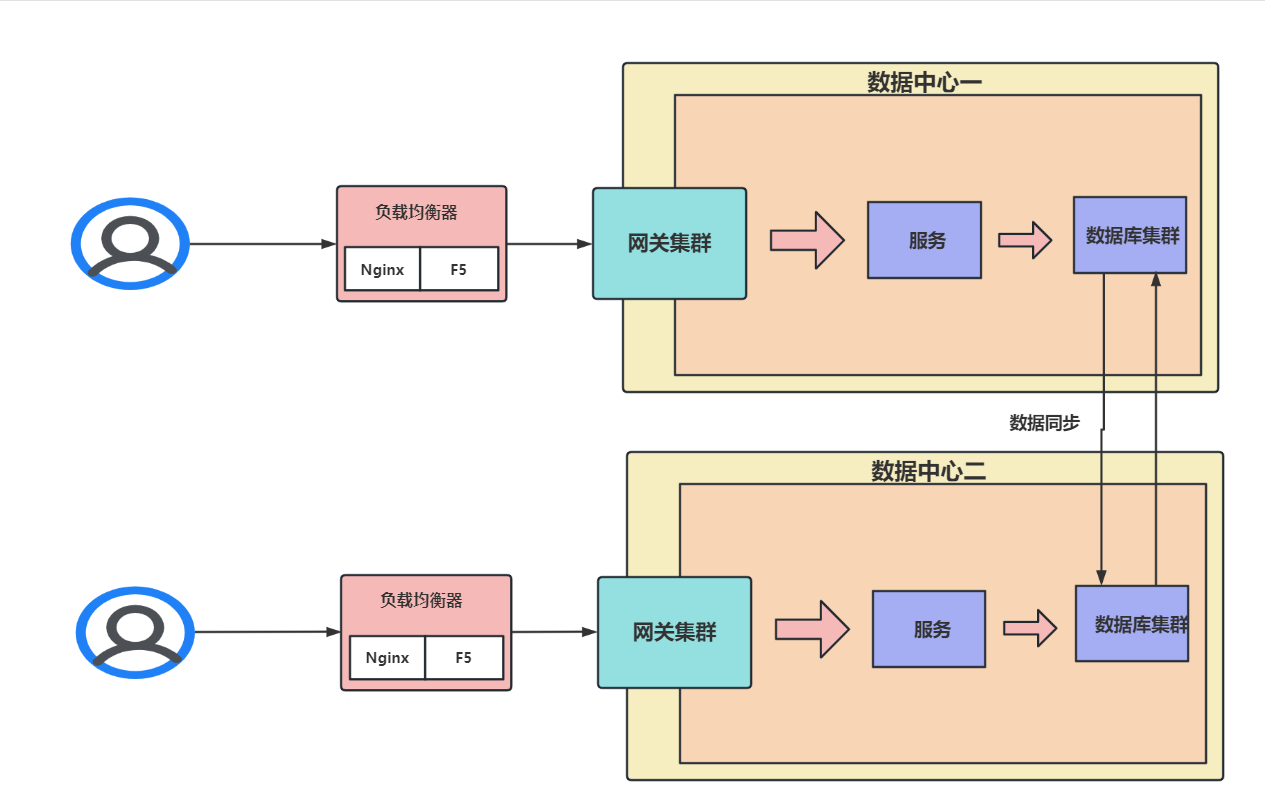 数据中心一
负载均衡器
Nginx
F5
网关集群
服务
数据库集群
数据同步
数据中心二
负载均衡器
Nginx
F5
网关集群
服务
数据库集群